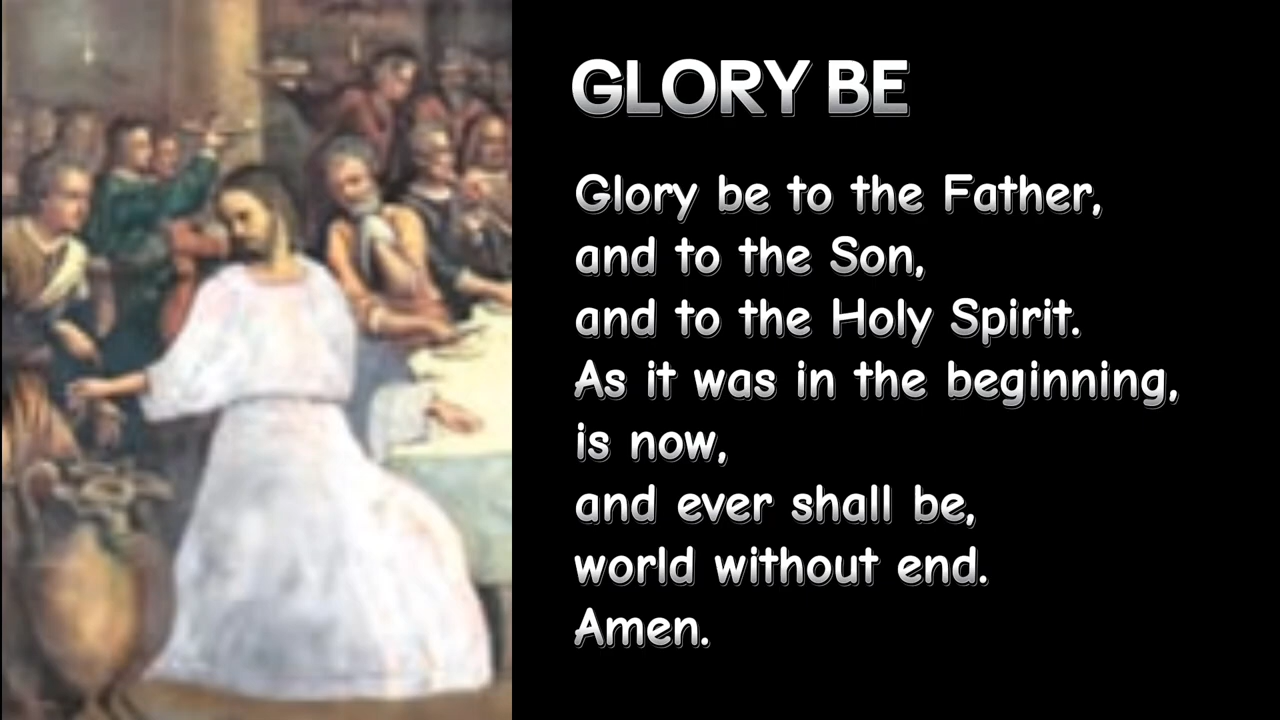 GLORY BE
Glory be to the Father,
and to the Son,
and to the Holy Spirit.
As it was in the beginning,
is now,
and ever shall be,
world without end.
Amen.